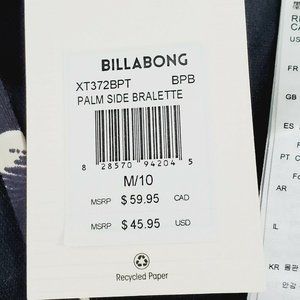 BILLABONG
XT372BPT BPB
PALM SIDE BRALETTE
8 28570 94204 5
M/10
MSRP $59.95 CAD
MSRP $45.95 USD
Recycled Paper
US
FR
GB
ES
PT
AR
IL
KR